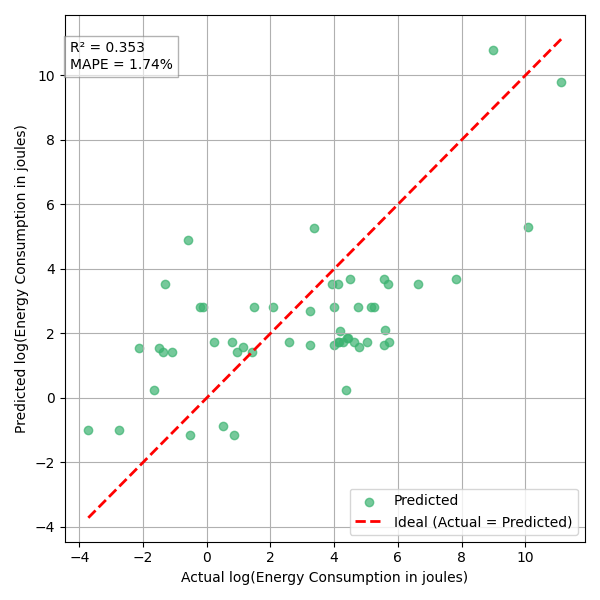 R² = 0.353
MAPE = 1.74%
Predicted log(Energy Consumption in joules)
10
8
6
4
2
0
−2
−4
−4 −2 0 2 4 6 8 10
Actual log(Energy Consumption in joules)
Predicted
Ideal (Actual = Predicted)